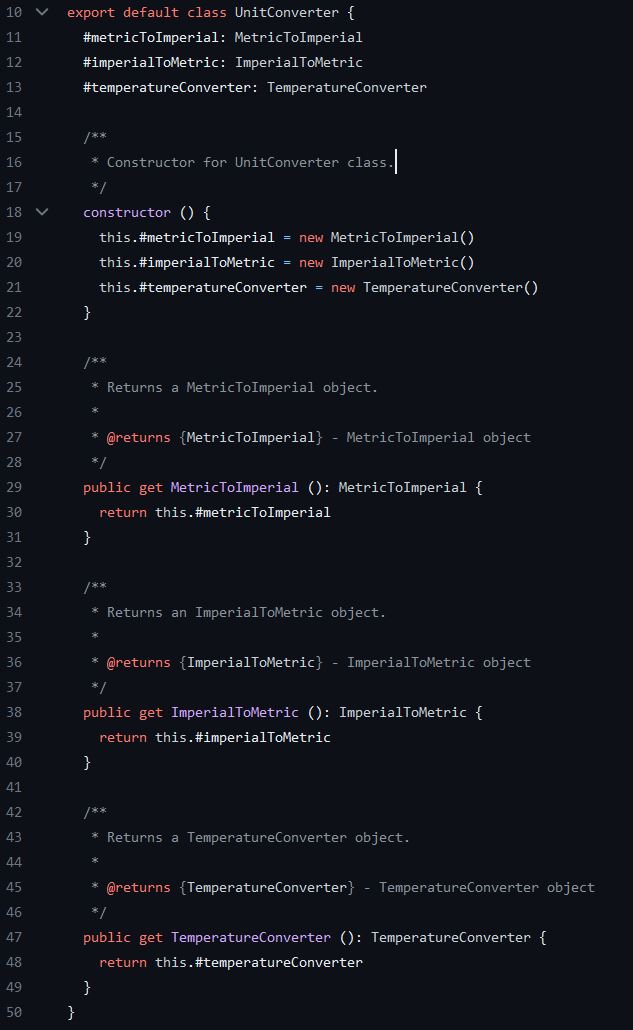 10 export default class UnitConverter {
11   #metricToImperial: MetricToImperial
12   #imperialToMetric: ImperialToMetric
13   #temperatureConverter: TemperatureConverter
14
15   /**
16    * Constructor for UnitConverter class.
17    */
18   constructor () {
19     this.#metricToImperial = new MetricToImperial()
20     this.#imperialToMetric = new ImperialToMetric()
21     this.#temperatureConverter = new TemperatureConverter()
22   }
23
24   /**
25    * Returns a MetricToImperial object.
26    *
27    * @returns {MetricToImperial} - MetricToImperial object
28    */
29   public get MetricToImperial (): MetricToImperial {
30     return this.#metricToImperial
31   }
32
33   /**
34    * Returns an ImperialToMetric object.
35    *
36    * @returns {ImperialToMetric} - ImperialToMetric object
37    */
38   public get ImperialToMetric (): ImperialToMetric {
39     return this.#imperialToMetric
40   }
41
42   /**
43    * Returns a TemperatureConverter object.
44    *
45    * @returns {TemperatureConverter} - TemperatureConverter object
46    */
47   public get TemperatureConverter (): TemperatureConverter {
48     return this.#temperatureConverter
49   }
50 }